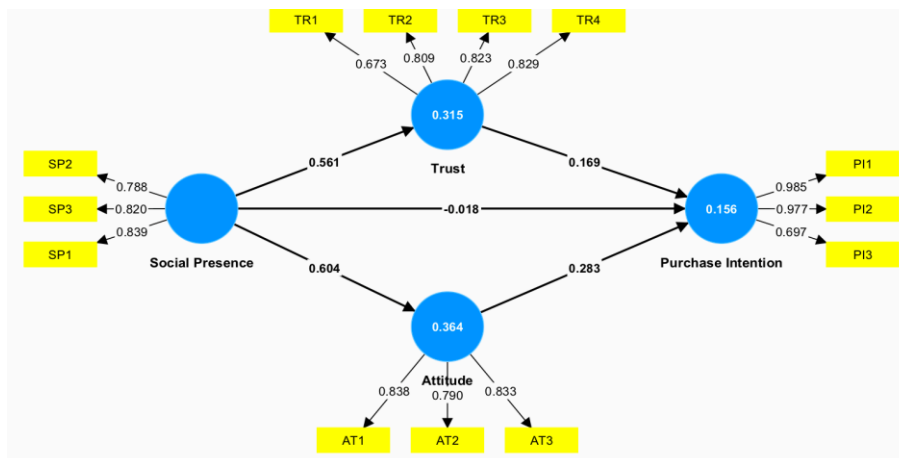 TR1 TR2 TR3 TR4
0.673 0.809 0.823 0.829
0.315
Trust
0.561 0.169
SP2
0.788
SP3
0.820
SP1
0.839
Social Presence
-0.018
0.156
Purchase Intention
PI1
0.985
PI2
0.977
PI3
0.697
0.604 0.283
0.364
Attitude
0.838 0.790 0.833
AT1 AT2 AT3